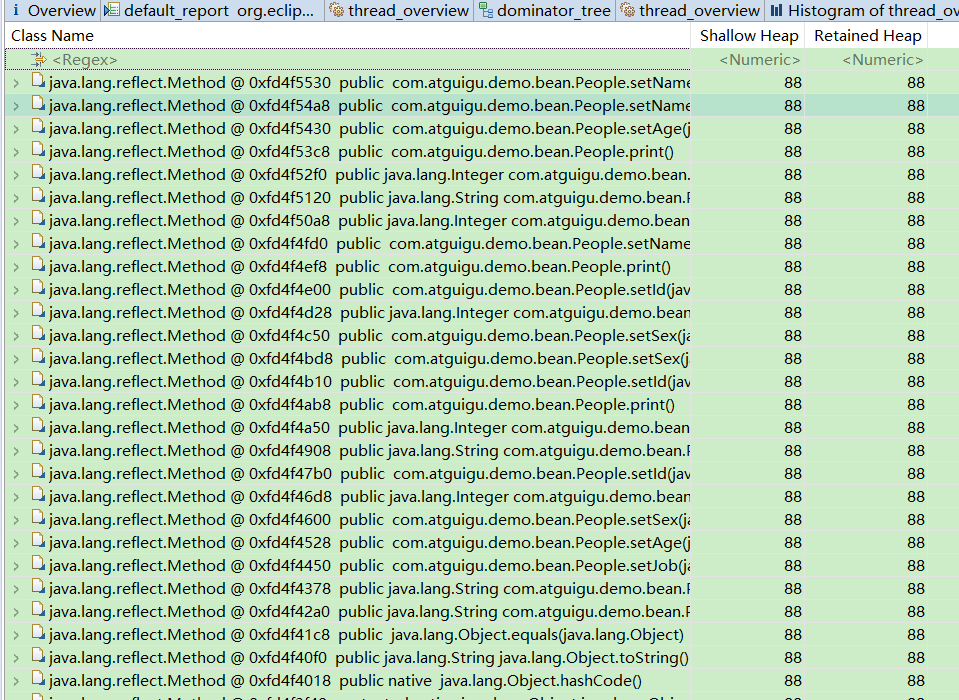 i Overview default_report org.eclip... thread_overview dominator_tree thread_overview Histogram of thread_ov
Class Name Shallow Heap Retained Heap
<Regex> <Numeric> <Numeric>
java.lang.reflect.Method @ 0xfd4f5530 public com.atguigu.demo.bean.People.setName 88 88
java.lang.reflect.Method @ 0xfd4f54a8 public com.atguigu.demo.bean.People.setName 88 88
java.lang.reflect.Method @ 0xfd4f5430 public com.atguigu.demo.bean.People.setAge(j 88 88
java.lang.reflect.Method @ 0xfd4f53c8 public com.atguigu.demo.bean.People.print() 88 88
java.lang.reflect.Method @ 0xfd4f52f0 public java.lang.Integer com.atguigu.demo.bean. 88 88
java.lang.reflect.Method @ 0xfd4f5120 public java.lang.String com.atguigu.demo.bean.P 88 88
java.lang.reflect.Method @ 0xfd4f50a8 public java.lang.Integer com.atguigu.demo.bean 88 88
java.lang.reflect.Method @ 0xfd4f4fd0 public com.atguigu.demo.bean.People.setName 88 88
java.lang.reflect.Method @ 0xfd4f4ef8 public com.atguigu.demo.bean.People.print() 88 88
java.lang.reflect.Method @ 0xfd4f4e00 public com.atguigu.demo.bean.People.setId(jav 88 88
java.lang.reflect.Method @ 0xfd4f4d28 public java.lang.Integer com.atguigu.demo.bean 88 88
java.lang.reflect.Method @ 0xfd4f4c50 public com.atguigu.demo.bean.People.setSex(ja 88 88
java.lang.reflect.Method @ 0xfd4f4bd8 public com.atguigu.demo.bean.People.setSex(j 88 88
java.lang.reflect.Method @ 0xfd4f4b10 public com.atguigu.demo.bean.People.setId(jav 88 88
java.lang.reflect.Method @ 0xfd4f4ab8 public com.atguigu.demo.bean.People.print() 88 88
java.lang.reflect.Method @ 0xfd4f4a50 public java.lang.Integer com.atguigu.demo.bean 88 88
java.lang.reflect.Method @ 0xfd4f4908 public java.lang.String com.atguigu.demo.bean.P 88 88
java.lang.reflect.Method @ 0xfd4f47b0 public com.atguigu.demo.bean.People.setId(jav 88 88
java.lang.reflect.Method @ 0xfd4f46d8 public java.lang.Integer com.atguigu.demo.bean 88 88
java.lang.reflect.Method @ 0xfd4f4600 public com.atguigu.demo.bean.People.setSex(ja 88 88
java.lang.reflect.Method @ 0xfd4f4528 public com.atguigu.demo.bean.People.setAge(j 88 88
java.lang.reflect.Method @ 0xfd4f4450 public com.atguigu.demo.bean.People.setJob(ja 88 88
java.lang.reflect.Method @ 0xfd4f4378 public java.lang.String com.atguigu.demo.bean.P 88 88
java.lang.reflect.Method @ 0xfd4f42a0 public java.lang.String com.atguigu.demo.bean.P 88 88
java.lang.reflect.Method @ 0xfd4f41c8 public java.lang.Object.equals(java.lang.Object) 88 88
java.lang.reflect.Method @ 0xfd4f40f0 public java.lang.String java.lang.Object.toString() 88 88
java.lang.reflect.Method @ 0xfd4f4018 public native java.lang.Object.hashCode() 88 88